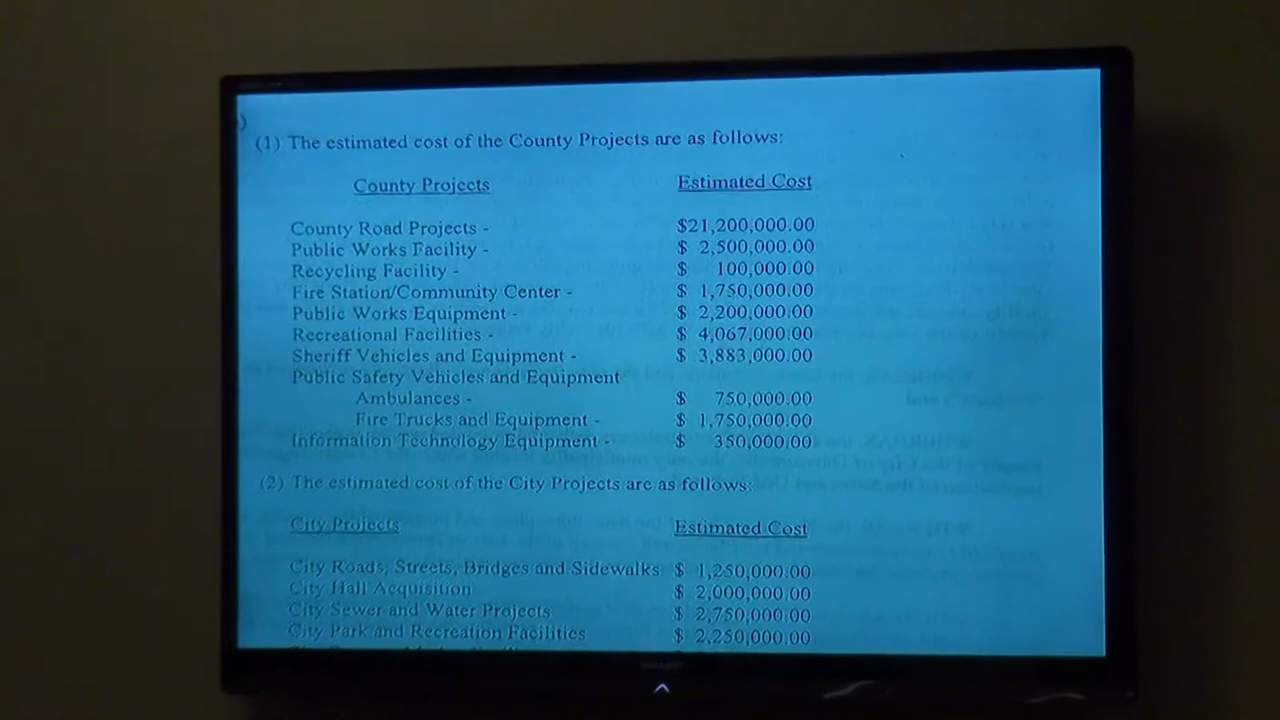 (1) The estimated cost of the County Projects are as follows:
County Projects Estimated Cost
County Road Projects - $21,200,000.00
Public Works Facility - $ 2,500,000.00
Recycling Facility - $ 100,000.00
Fire Station/Community Center - $ 1,750,000.00
Public Works Equipment - $ 2,200,000.00
Recreational Facilities - $ 4,067,000.00
Sheriff Vehicles and Equipment - $ 3,883,000.00
Public Safety Vehicles and Equipment
Ambulances - $ 750,000.00
Fire Trucks and Equipment - $ 1,750,000.00
Information Technology Equipment - $ 350,000.00
(2) The estimated cost of the City Projects are as follows:
City Projects Estimated Cost
City Roads, Streets, Bridges and Sidewalks $ 1,250,000.00
City Hall Acquisition $ 2,000,000.00
City Sewer and Water Projects $ 2,750,000.00
City Park and Recreation Facilities $ 2,250,000.00